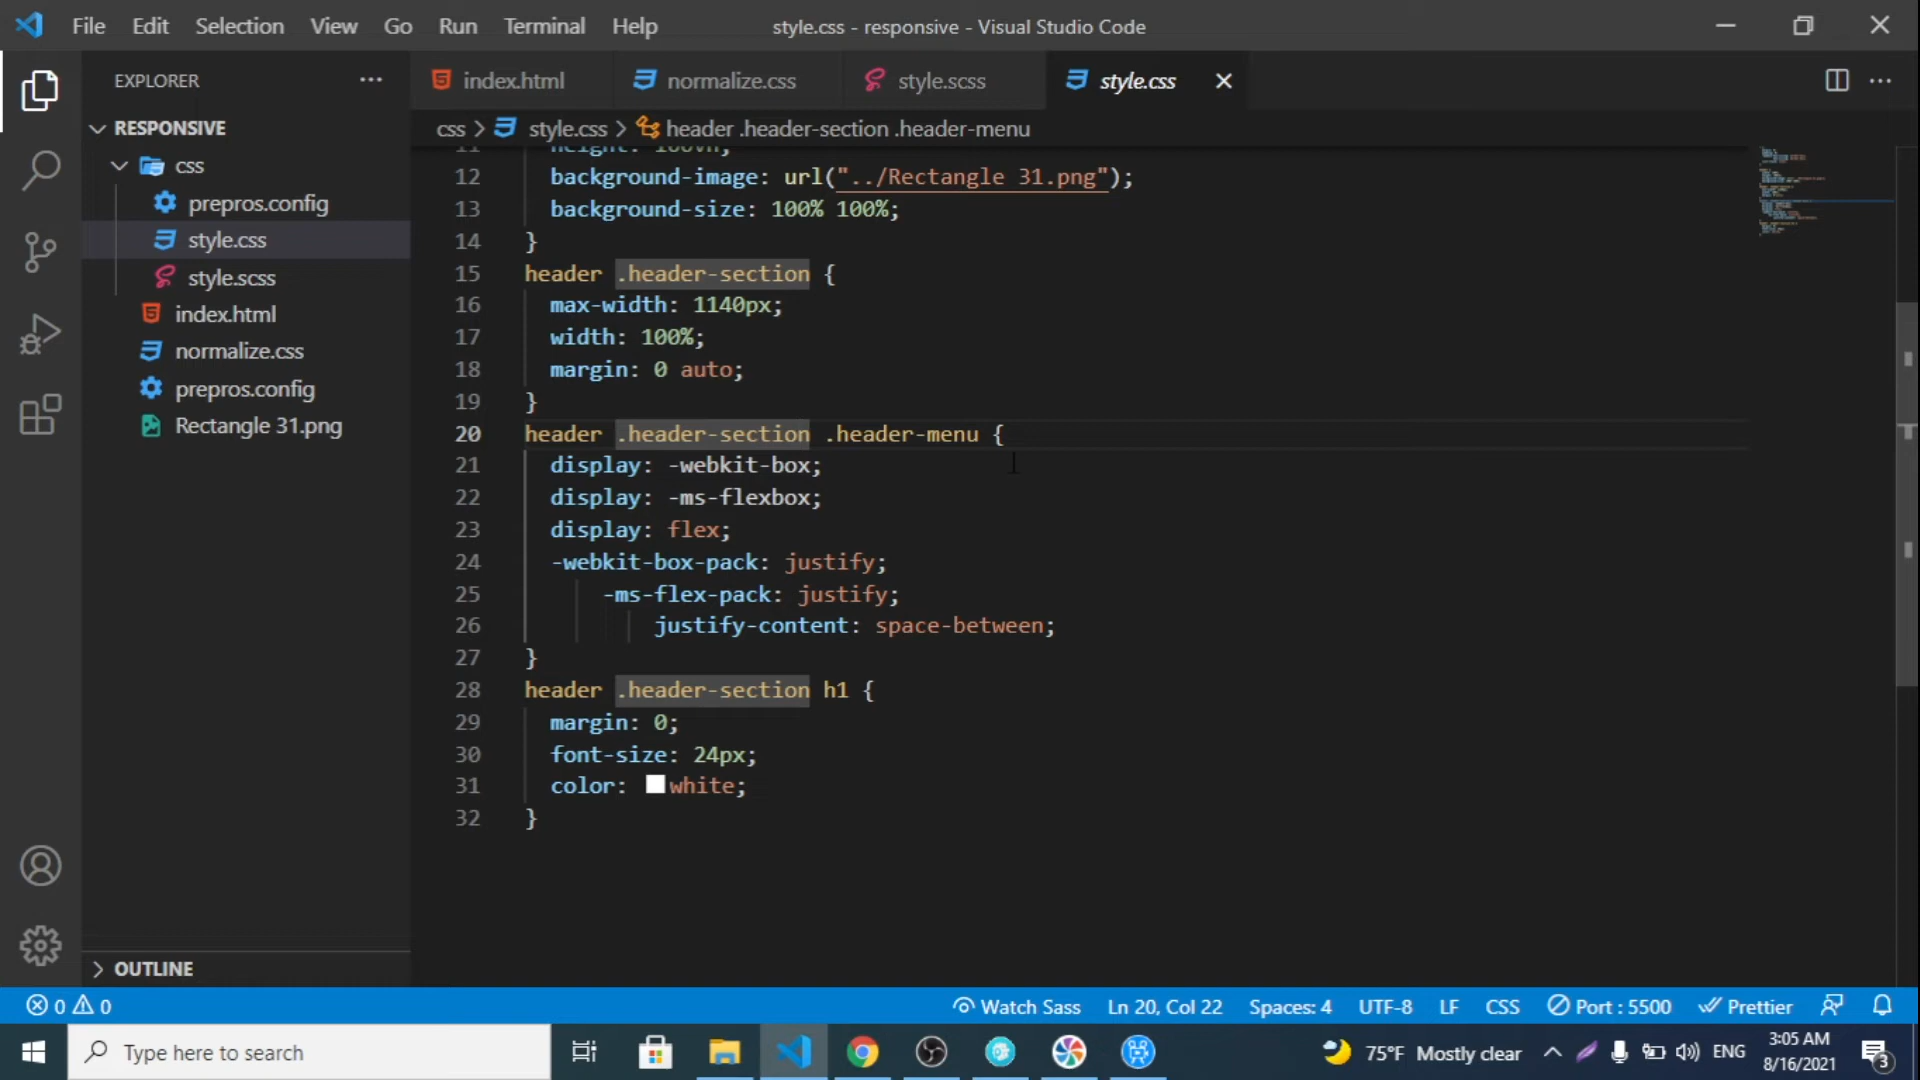 File Edit Selection View Go Run Terminal Help style.css - responsive - Visual Studio Code
EXPLORER
index.html normalize.css style.scss style.css
RESPONSIVE
css > style.css > header .header-section .header-menu
css
prepros.config
style.css
style.scss
index.html
normalize.css
prepros.config
Rectangle 31.png
OUTLINE
11 height: 100vh;
12 background-image: url("../Rectangle 31.png");
13 background-size: 100% 100%;
14 }
15 header .header-section {
16 max-width: 1140px;
17 width: 100%;
18 margin: 0 auto;
19 }
20 header .header-section .header-menu {
21 display: -webkit-box;
22 display: -ms-flexbox;
23 display: flex;
24 -webkit-box-pack: justify;
25 -ms-flex-pack: justify;
26 justify-content: space-between;
27 }
28 header .header-section h1 {
29 margin: 0;
30 font-size: 24px;
31 color: white;
32 }
0 0 Watch Sass Ln 20, Col 22 Spaces: 4 UTF-8 LF CSS Port : 5500 Prettier
Type here to search 75°F Mostly clear ENG 3:05 AM
8/16/2021 3